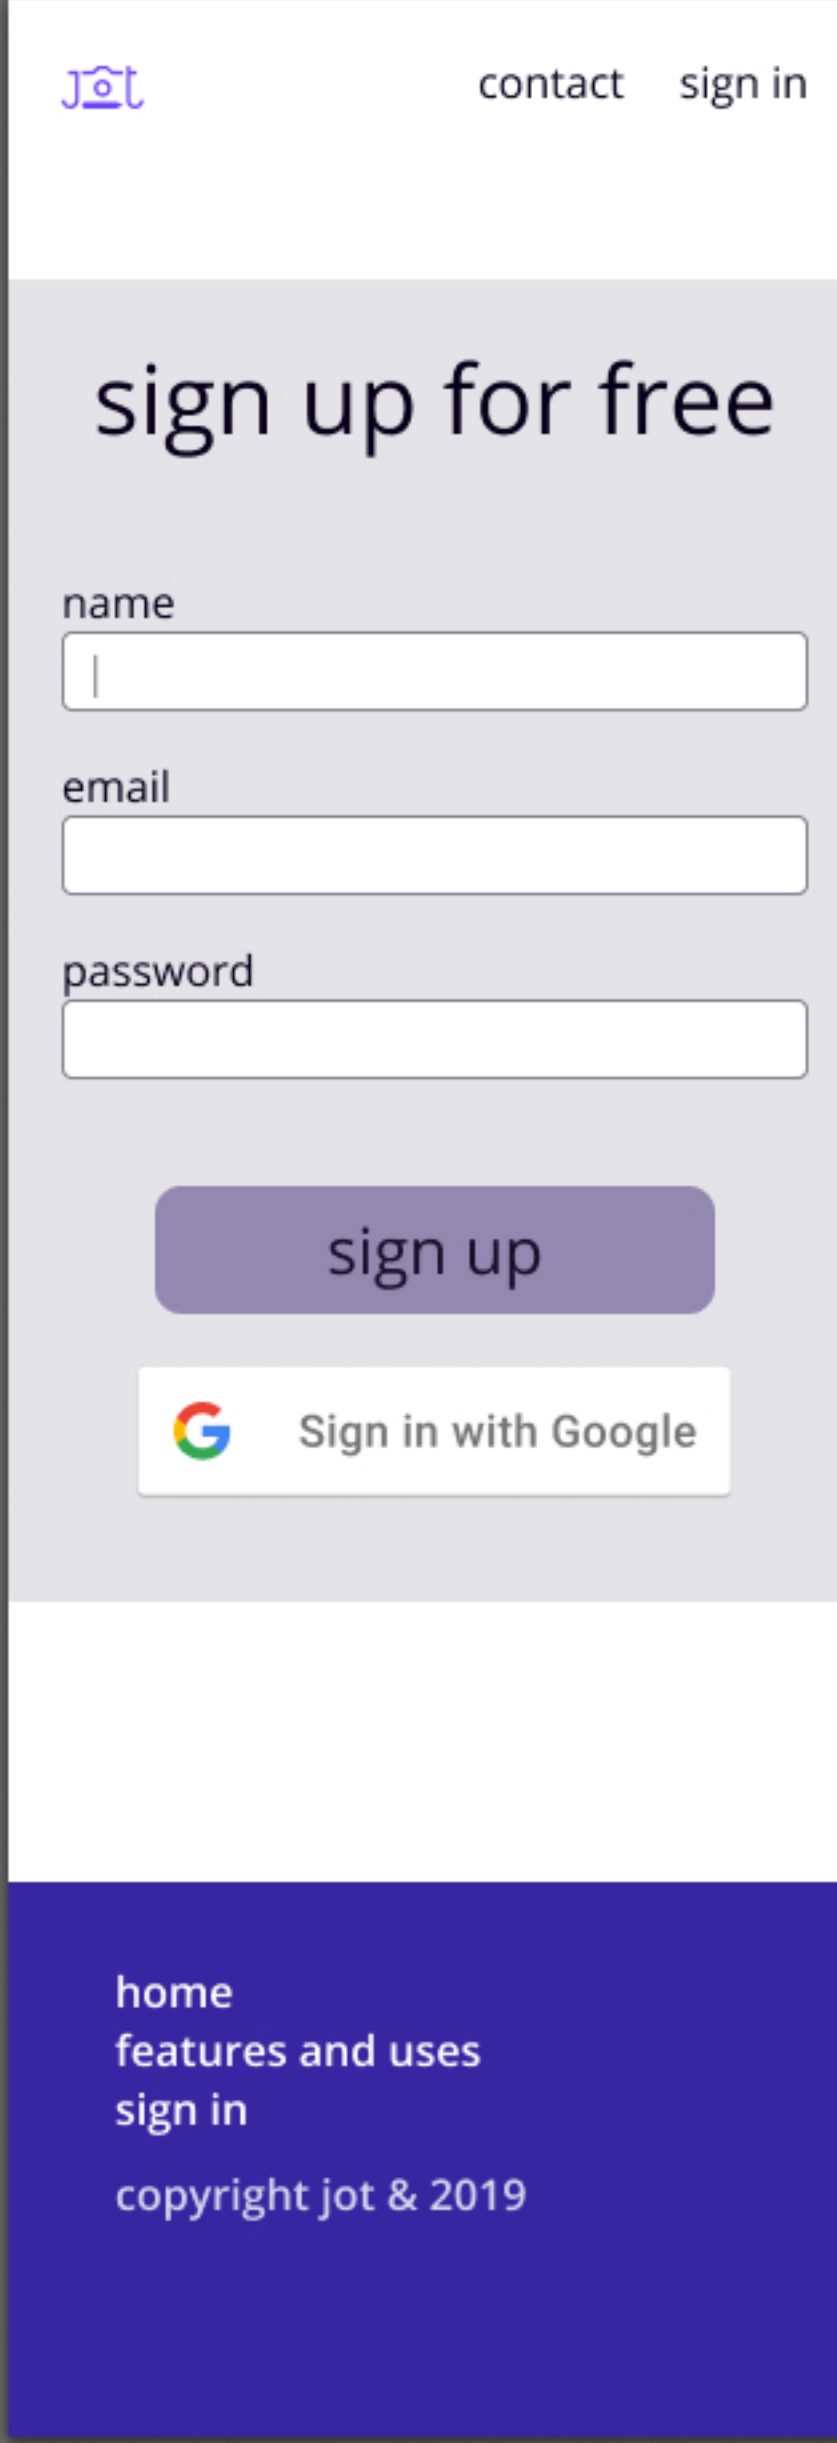 jot
contact sign in
sign up for free
name
email
password
sign up
Sign in with Google
home
features and uses
sign in
copyright jot & 2019